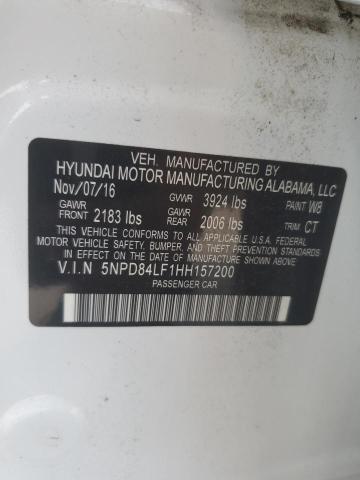 VEH. MANUFACTURED BY
HYUNDAI MOTOR MANUFACTURING ALABAMA, LLC
Nov/07/16 GVWR 3924 lbs PAINT W8
GAWR FRONT 2183 lbs GAWR REAR 2006 lbs TRIM CT
THIS VEHICLE CONFORMS TO ALL APPLICABLE U.S.A. FEDERAL
MOTOR VEHICLE SAFETY, BUMPER, AND THEFT PREVENTION STANDARDS
IN EFFECT ON THE DATE OF MANUFACTURE SHOWN ABOVE.
V.I.N 5NPD84LF1HH157200
PASSENGER CAR